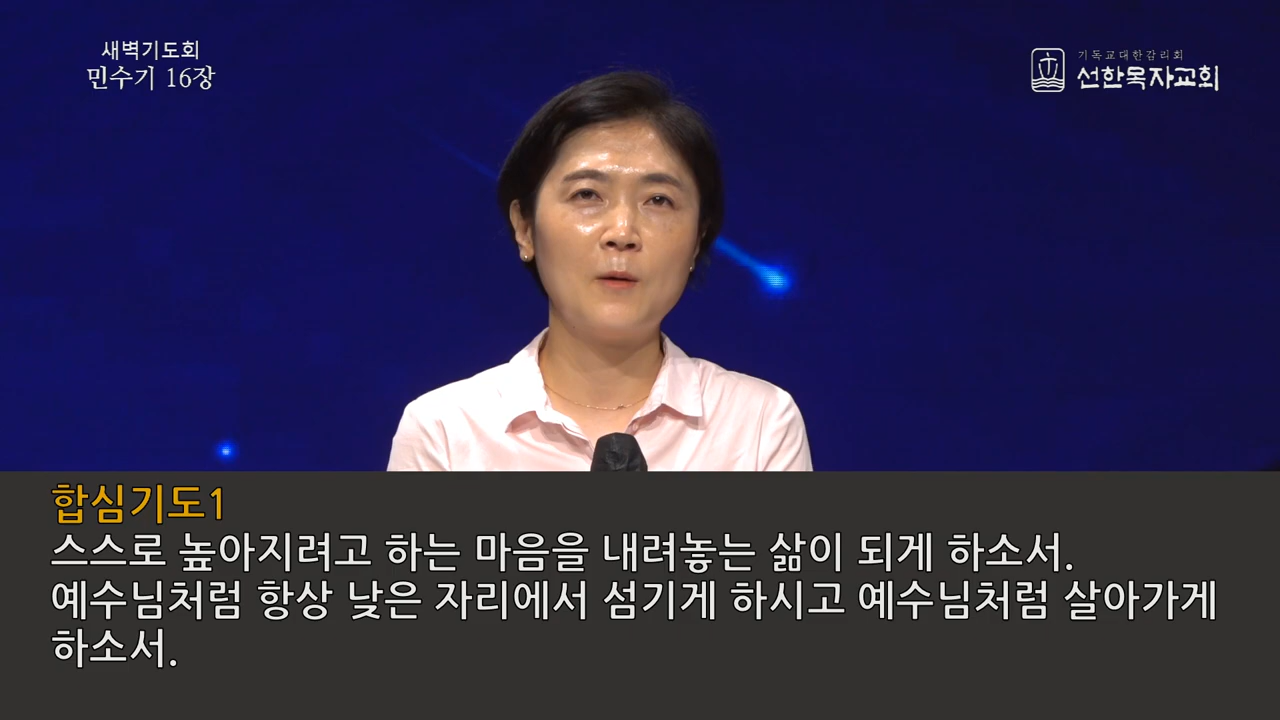 새벽기도회
민수기 16장
기독교대한감리회
선한목자교회
합심기도1
스스로 높아지려고 하는 마음을 내려놓는 삶이 되게 하소서.
예수님처럼 항상 낮은 자리에서 섬기게 하시고 예수님처럼 살아가게
하소서.